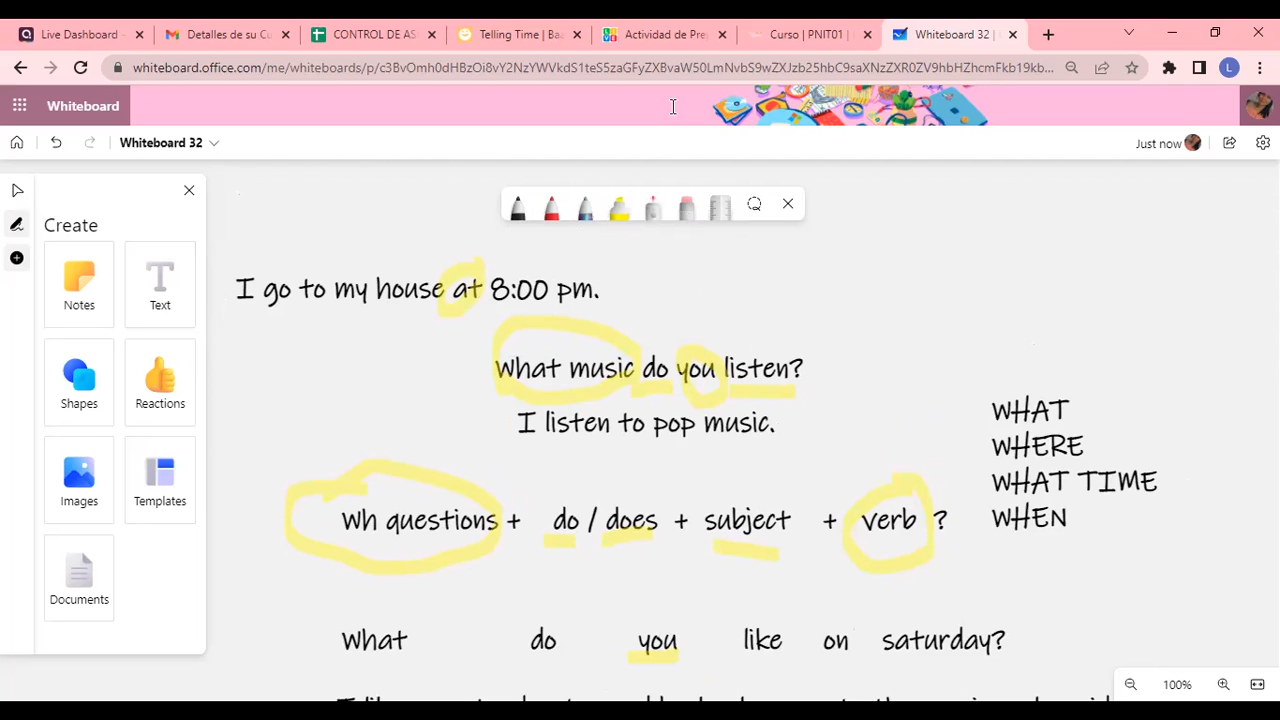 Live Dashboard -
Detalles de su C
CONTROL DE AS
Telling Time | Ba
Actividad de Pre
Curso | PNIT01 |
Whiteboard 32 |
L
Whiteboard
Whiteboard 32
Just now
Create
Notes
Text
Shapes
Reactions
Images
Templates
Documents
I go to my house at 8:00 pm.
What music do you listen?
I listen to pop music.
WHAT
WHERE
WHAT TIME
WHEN
Wh questions + do / does + subject + verb ?
What do you like on saturday?
100%